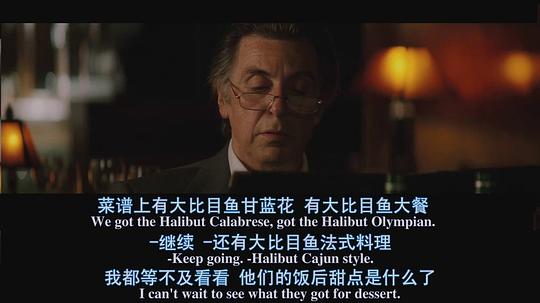 菜谱上有大比目鱼甘蓝花 有大比目鱼大餐
We got the Halibut Calabrese, got the Halibut Olympian.
-继续 -还有大比目鱼法式料理
-Keep going. -Halibut Cajun style.
我都等不及看看 他们的饭后甜点是什么了
I can't wait to see what they got for dessert.